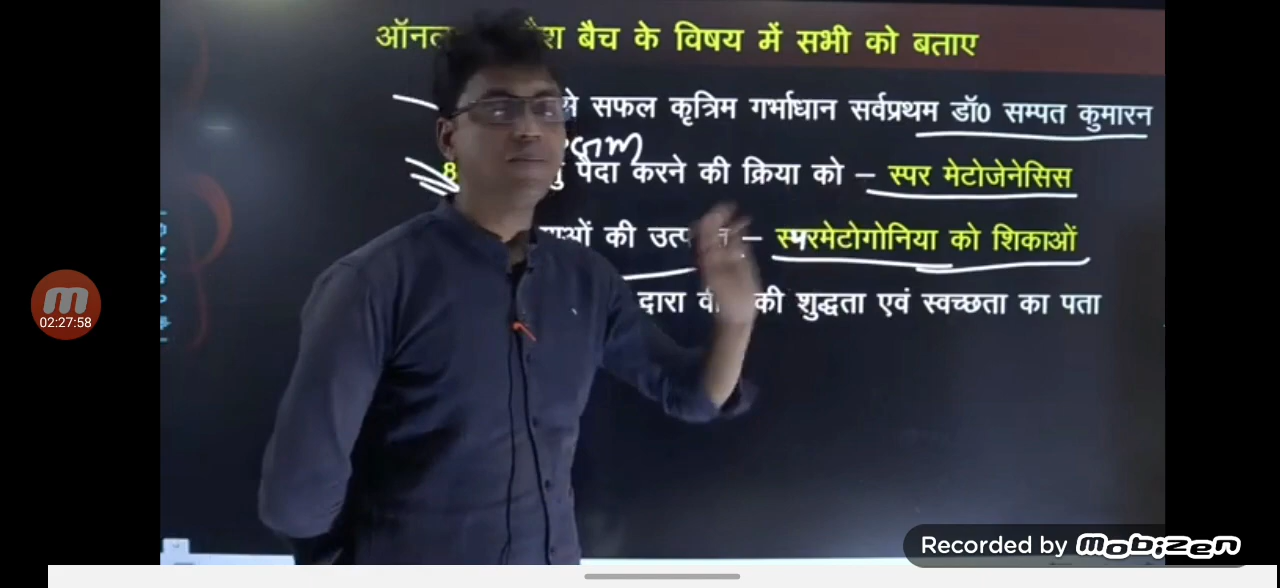 बैच के विषय में सभी को बताए
सफल कृत्रिम गर्भाधान सर्वप्रथम डॉ0 सम्पत कुमारन
8 पैदा करने की क्रिया को – स्पर मेटोजेनेसिस
की – स्परमेटोगोनिया को शिकाओं
द्वारा की शुद्धता एवं स्वच्छता का पता
02:27:58
Recorded by mobizen